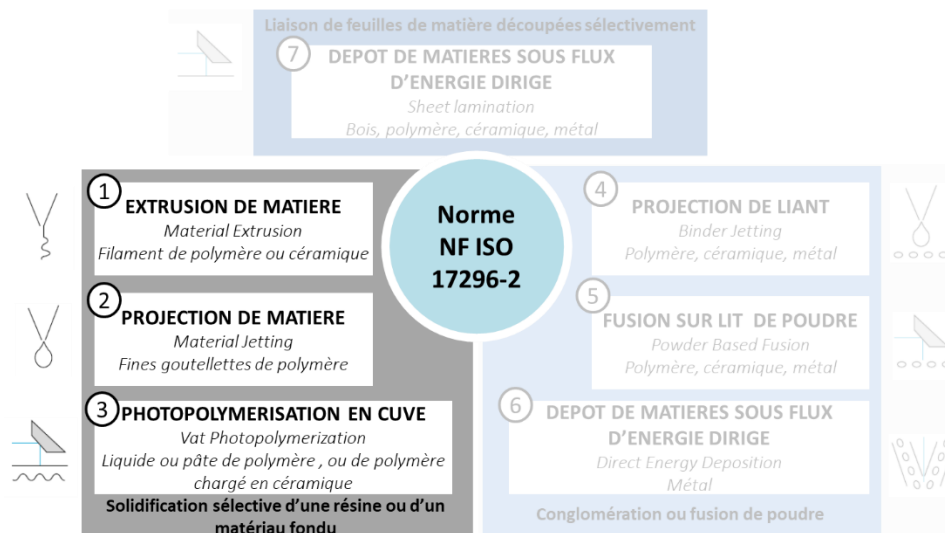 Liaison de feuilles de matière découpées sélectivement
7
DEPOT DE MATIERES SOUS FLUX
D'ENERGIE DIRIGE
Sheet lamination
Bois, polymère, céramique, métal
1
EXTRUSION DE MATIERE
Material Extrusion
Filament de polymère ou céramique
2
PROJECTION DE MATIERE
Material Jetting
Fines gouttellettes de polymère
3
PHOTOPOLYMERISATION EN CUVE
Vat Photopolymerization
Liquide ou pâte de polymère , ou de polymère
chargé en céramique
Solidification sélective d'une résine ou d'un
matériau fondu
Norme
NF ISO
17296-2
4
PROJECTION DE LIANT
Binder Jetting
Polymère, céramique, métal
5
FUSION SUR LIT DE POUDRE
Powder Based Fusion
Polymère, céramique, métal
6
DEPOT DE MATIERES SOUS FLUX
D'ENERGIE DIRIGE
Direct Energy Deposition
Métal
Conglomération ou fusion de poudre